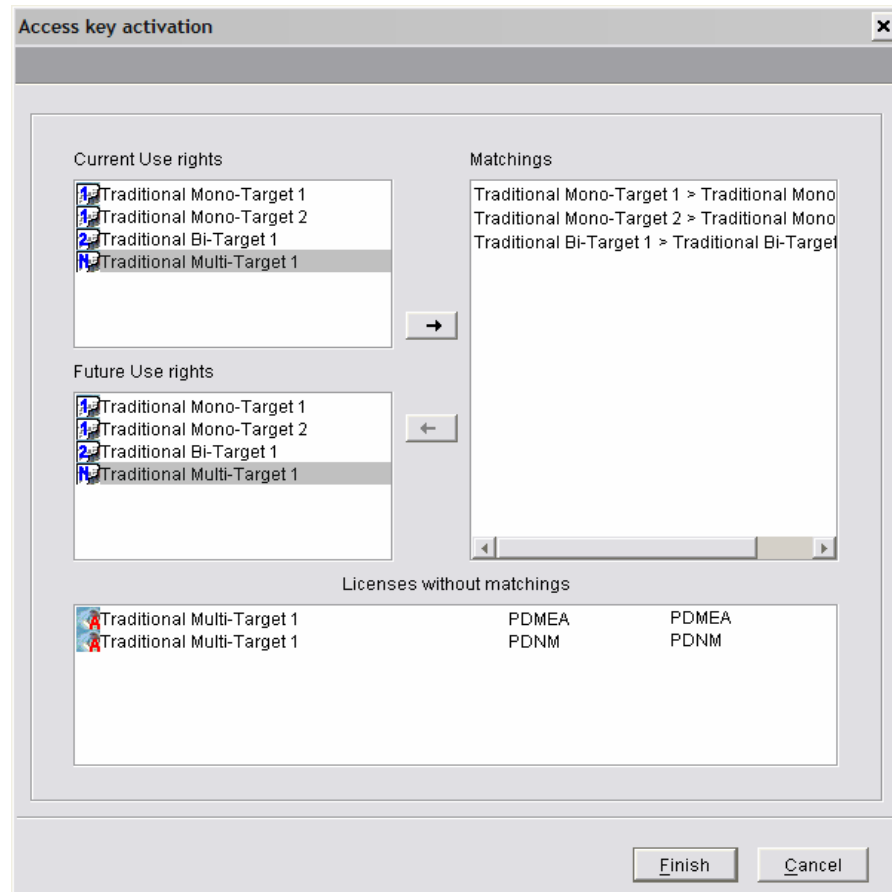 Access key activation
Current Use rights
Traditional Mono-Target 1
Traditional Mono-Target 2
Traditional Bi-Target 1
Traditional Multi-Target 1
Future Use rights
Traditional Mono-Target 1
Traditional Mono-Target 2
Traditional Bi-Target 1
Traditional Multi-Target 1
Matchings
Traditional Mono-Target 1 > Traditional Mono
Traditional Mono-Target 2 > Traditional Mono
Traditional Bi-Target 1 > Traditional Bi-Target
Licenses without matchings
Traditional Multi-Target 1 PDMEA PDMEA
Traditional Multi-Target 1 PDNM PDNM
Finish Cancel